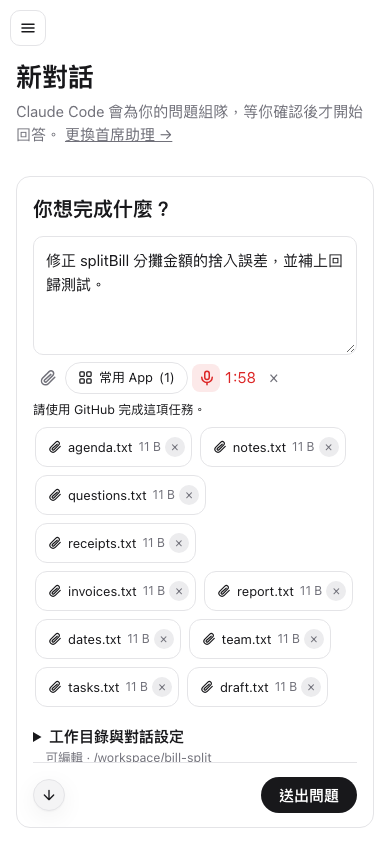 新對話
Claude Code 會為你的問題組隊，等你確認後才開始
回答。 更換首席助理 →
你想完成什麼？
修正 splitBill 分攤金額的捨入誤差，並補上回
歸測試。
常用 App (1) 1:58 ×
請使用 GitHub 完成這項任務。
agenda.txt 11 B × notes.txt 11 B ×
questions.txt 11 B ×
receipts.txt 11 B ×
invoices.txt 11 B × report.txt 11 B ×
dates.txt 11 B × team.txt 11 B ×
tasks.txt 11 B × draft.txt 11 B ×
▶ 工作目錄與對話設定
可編輯 · /workspace/bill-split
送出問題